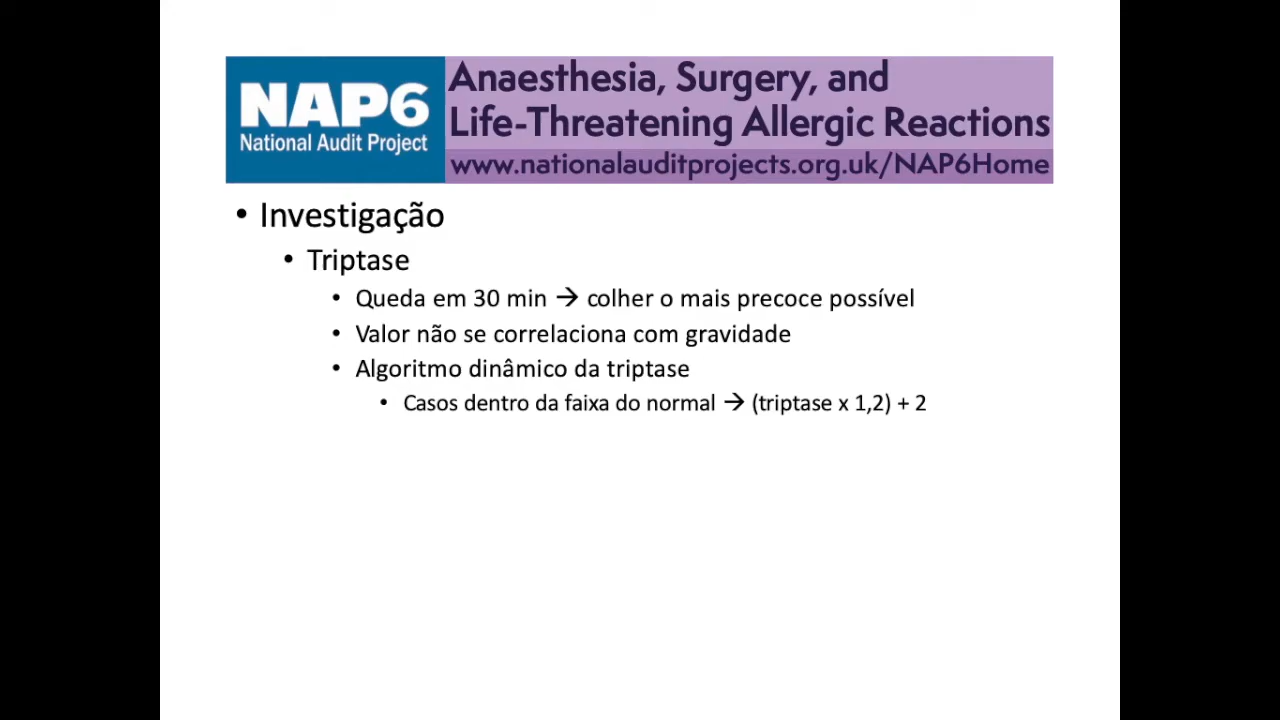 NAP6
National Audit Project
Anaesthesia, Surgery, and
Life-Threatening Allergic Reactions
www.nationalauditprojects.org.uk/NAP6Home
• Investigação
• Triptase
• Queda em 30 min → colher o mais precoce possível
• Valor não se correlaciona com gravidade
• Algoritmo dinâmico da triptase
• Casos dentro da faixa do normal → (triptase x 1,2) + 2